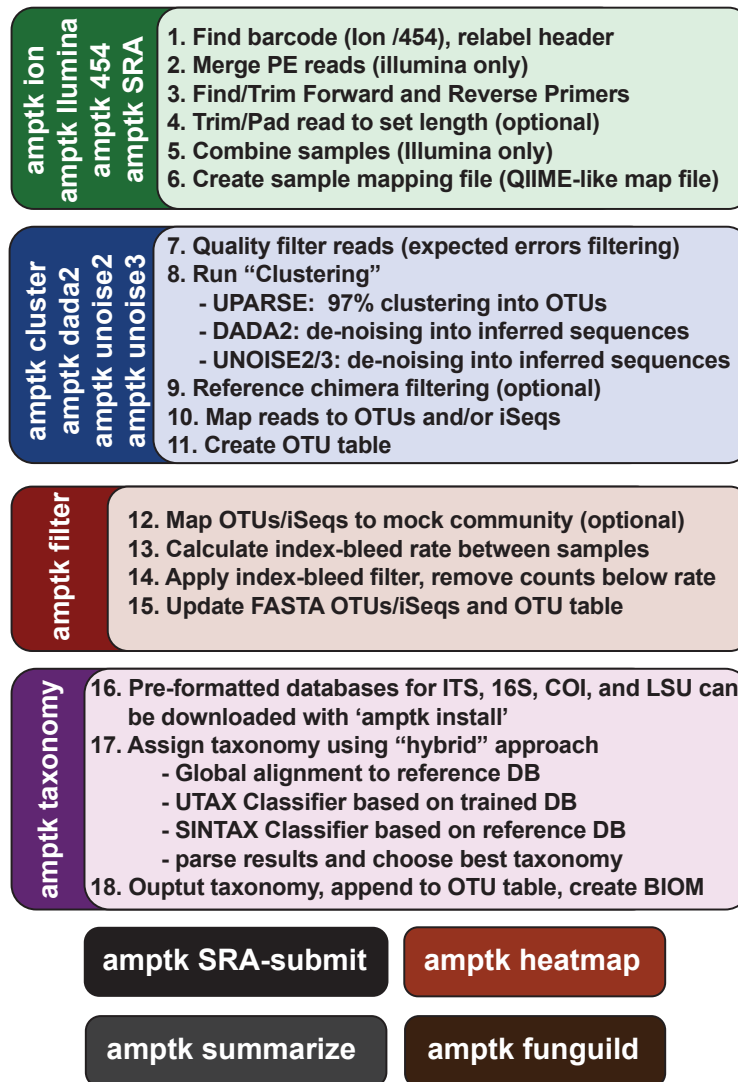 amptk ion
amptk llumina
amptk 454
amptk SRA
1. Find barcode (Ion /454), relabel header
2. Merge PE reads (illumina only)
3. Find/Trim Forward and Reverse Primers
4. Trim/Pad read to set length (optional)
5. Combine samples (Illumina only)
6. Create sample mapping file (QIIME-like map file)
amptk cluster
amptk dada2
amptk unoise2
amptk unoise3
7. Quality filter reads (expected errors filtering)
8. Run “Clustering”
- UPARSE: 97% clustering into OTUs
- DADA2: de-noising into inferred sequences
- UNOISE2/3: de-noising into inferred sequences
9. Reference chimera filtering (optional)
10. Map reads to OTUs and/or iSeqs
11. Create OTU table
amptk filter
12. Map OTUs/iSeqs to mock community (optional)
13. Calculate index-bleed rate between samples
14. Apply index-bleed filter, remove counts below rate
15. Update FASTA OTUs/iSeqs and OTU table
amptk taxonomy
16. Pre-formatted databases for ITS, 16S, COI, and LSU can
be downloaded with ‘amptk install’
17. Assign taxonomy using “hybrid” approach
- Global alignment to reference DB
- UTAX Classifier based on trained DB
- SINTAX Classifier based on reference DB
- parse results and choose best taxonomy
18. Ouptut taxonomy, append to OTU table, create BIOM
amptk SRA-submit
amptk heatmap
amptk summarize
amptk funguild